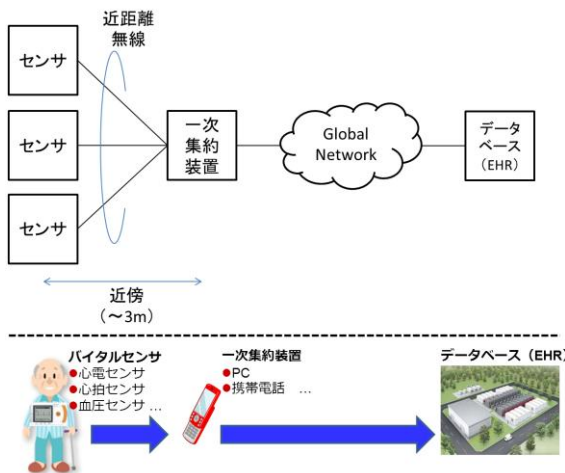 近距離
無線
センサ
センサ
センサ
一次
集約
装置
Global
Network
データ
ベース
（EHR）
近傍
（～3m）
バイタルセンサ
●心電センサ
●心拍センサ
●血圧センサ …
一次集約装置
●PC
●携帯電話 …
データベース（EHR）